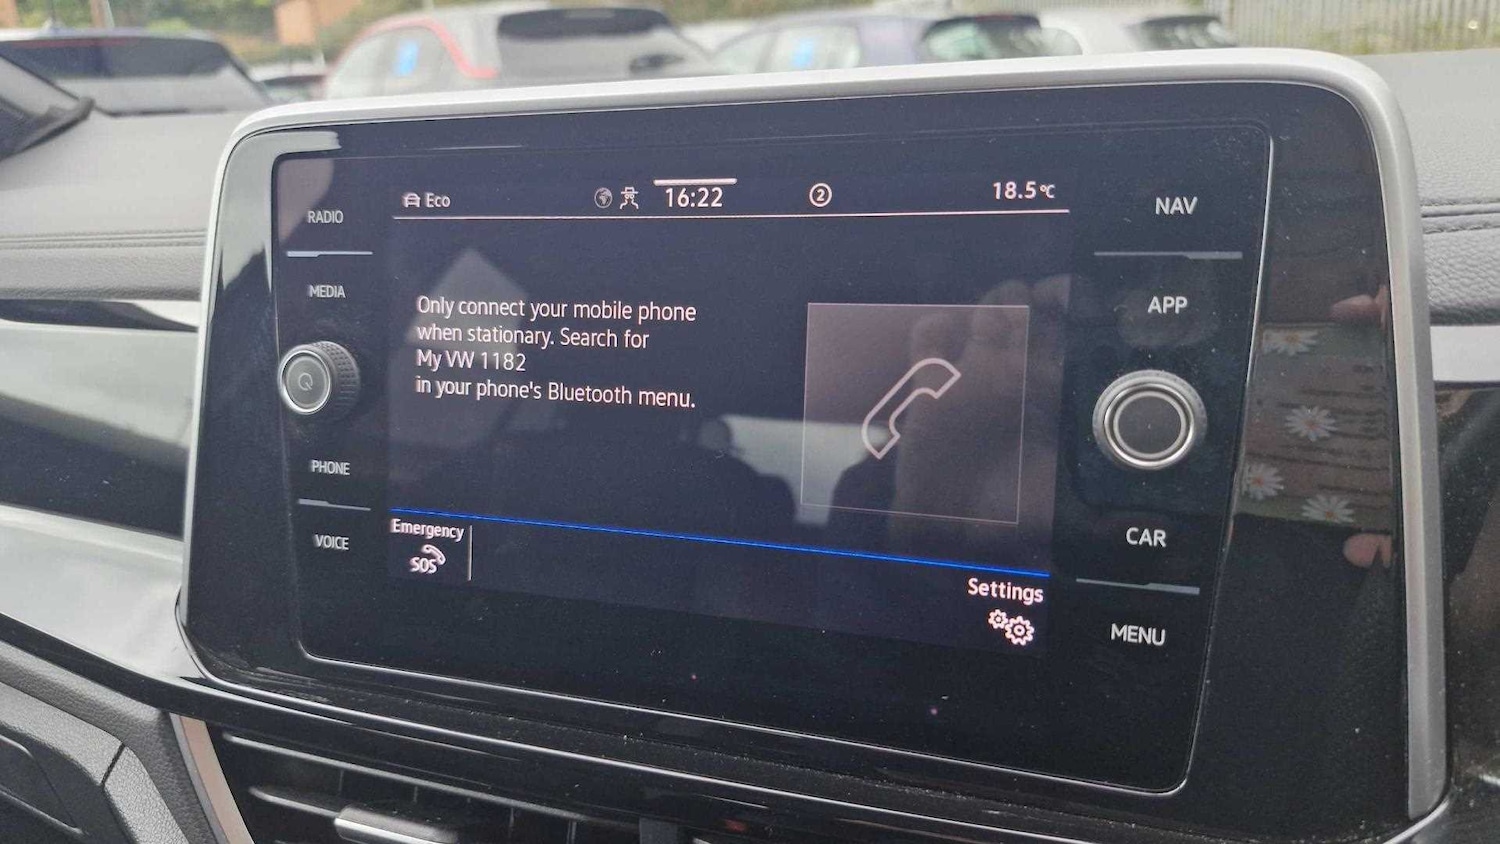 Eco
16:22
2
18.5°C
RADIO
MEDIA
PHONE
VOICE
Only connect your mobile phone
when stationary. Search for
My VW 1182
in your phone's Bluetooth menu.
Emergency
SOS
Settings
NAV
APP
CAR
MENU